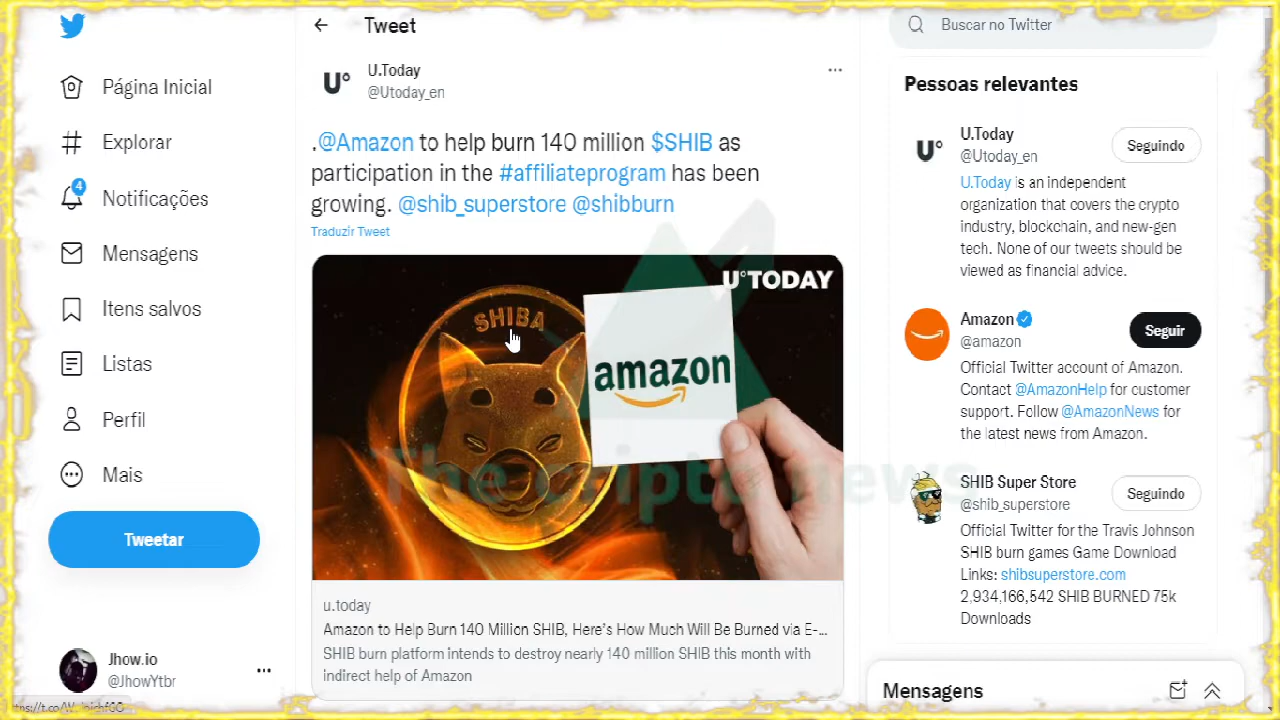 Tweet
Buscar no Twitter
Página Inicial
Explorar
4
Notificações
Mensagens
Itens salvos
Listas
Perfil
Mais
Tweetar
Jhow.io
@JhowYtbr
U.Today
@Utoday_en
.@Amazon to help burn 140 million $SHIB as
participation in the #affiliateprogram has been
growing. @shib_superstore @shibburn
Traduzir Tweet
U°TODAY
SHIBA
amazon
The cripto news
u.today
Amazon to Help Burn 140 Million SHIB, Here's How Much Will Be Burned via E-...
SHIB burn platform intends to destroy nearly 140 million SHIB this month with
indirect help of Amazon
Pessoas relevantes
U.Today
@Utoday_en
Seguindo
U.Today is an independent
organization that covers the crypto
industry, blockchain, and new-gen
tech. None of our tweets should be
viewed as financial advice.
Amazon
@amazon
Seguir
Official Twitter account of Amazon.
Contact @AmazonHelp for customer
support. Follow @AmazonNews for
the latest news from Amazon.
SHIB Super Store
@shib_superstore
Seguindo
Official Twitter for the Travis Johnson
SHIB burn games Game Download
Links: shibsuperstore.com
2,934,166,542 SHIB BURNED 75k
Downloads
Mensagens